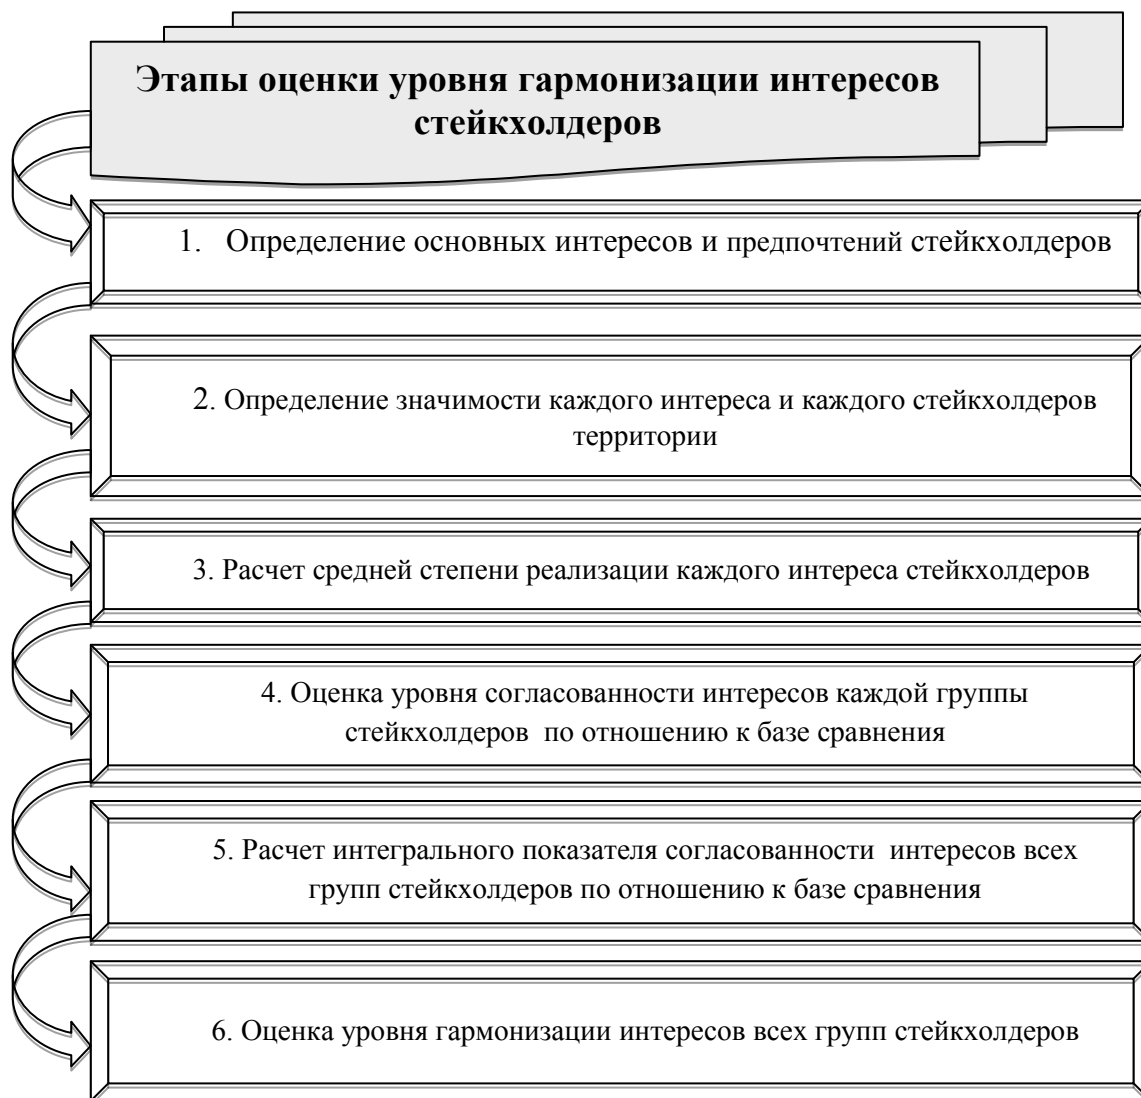 Этапы оценки уровня гармонизации интересов
стейкхолдеров
1. Определение основных интересов и предпочтений стейкхолдеров
2. Определение значимости каждого интереса и каждого стейкхолдеров
территории
3. Расчет средней степени реализации каждого интереса стейкхолдеров
4. Оценка уровня согласованности интересов каждой группы
стейкхолдеров по отношению к базе сравнения
5. Расчет интегрального показателя согласованности интересов всех
групп стейкхолдеров по отношению к базе сравнения
6. Оценка уровня гармонизации интересов всех групп стейкхолдеров